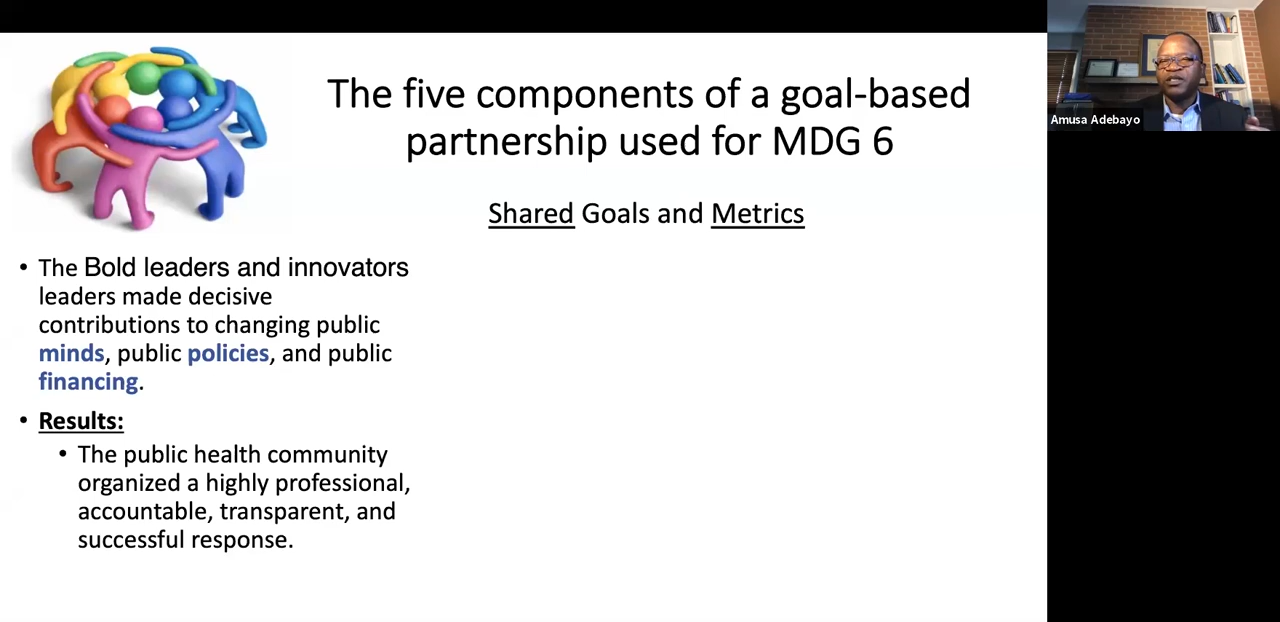 The five components of a goal-based
partnership used for MDG 6
Shared Goals and Metrics
• The Bold leaders and innovators
leaders made decisive
contributions to changing public
minds, public policies, and public
financing.
• Results:
• The public health community
organized a highly professional,
accountable, transparent, and
successful response.
Amusa Adebayo